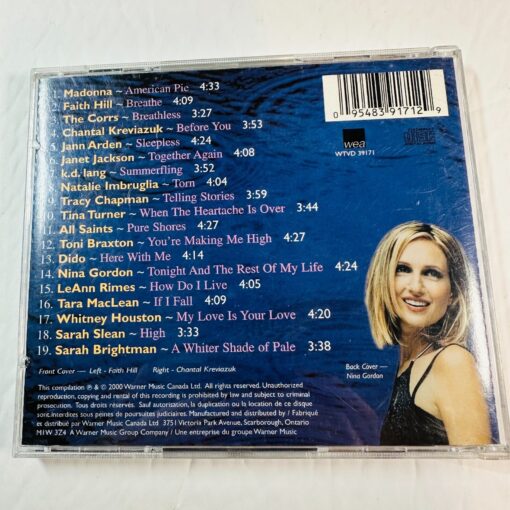 1. Madonna ~ American Pie 4:33
2. Faith Hill ~ Breathe 4:09
3. The Corrs ~ Breathless 3:27
4. Chantal Kreviazuk ~ Before You 3:53
5. Jann Arden ~ Sleepless 4:24
6. Janet Jackson ~ Together Again 4:08
7. k.d. lang ~ Summerfling 3:52
8. Natalie Imbruglia ~ Torn 4:04
9. Tracy Chapman ~ Telling Stories 3:59
10. Tina Turner ~ When The Heartache Is Over 3:44
11. All Saints ~ Pure Shores 4:27
12. Toni Braxton ~ You're Making Me High 4:27
13. Dido ~ Here With Me 4:14
14. Nina Gordon ~ Tonight And The Rest Of My Life 4:24
15. LeAnn Rimes ~ How Do I Live 4:05
16. Tara MacLean ~ If I Fall 4:09
17. Whitney Houston ~ My Love Is Your Love 4:20
18. Sarah Slean ~ High 3:33
19. Sarah Brightman ~ A Whiter Shade of Pale 3:38
0 95483 91712 9
wea
WTVD 39171
Front Cover — Left - Faith Hill Right - Chantal Kreviazuk
Back Cover —
Nina Gordon
This compilation ℗ & © 2000 Warner Music Canada Ltd. All rights reserved. Unauthorized
reproduction, copying and rental of this recording is prohibited by law and subject to criminal
prosecution. Tous droits réservés. Sauf autorisation, la duplication ou la location de ce disque
sont interdites sous peines de poursuites judiciaires. Manufactured and distributed by / Fabriqué
et distribué par Warner Music Canada Ltd. 3751 Victoria Park Avenue, Scarborough, Ontario
M1W 3Z4 A Warner Music Group Company / Une entreprise du groupe Warner Music